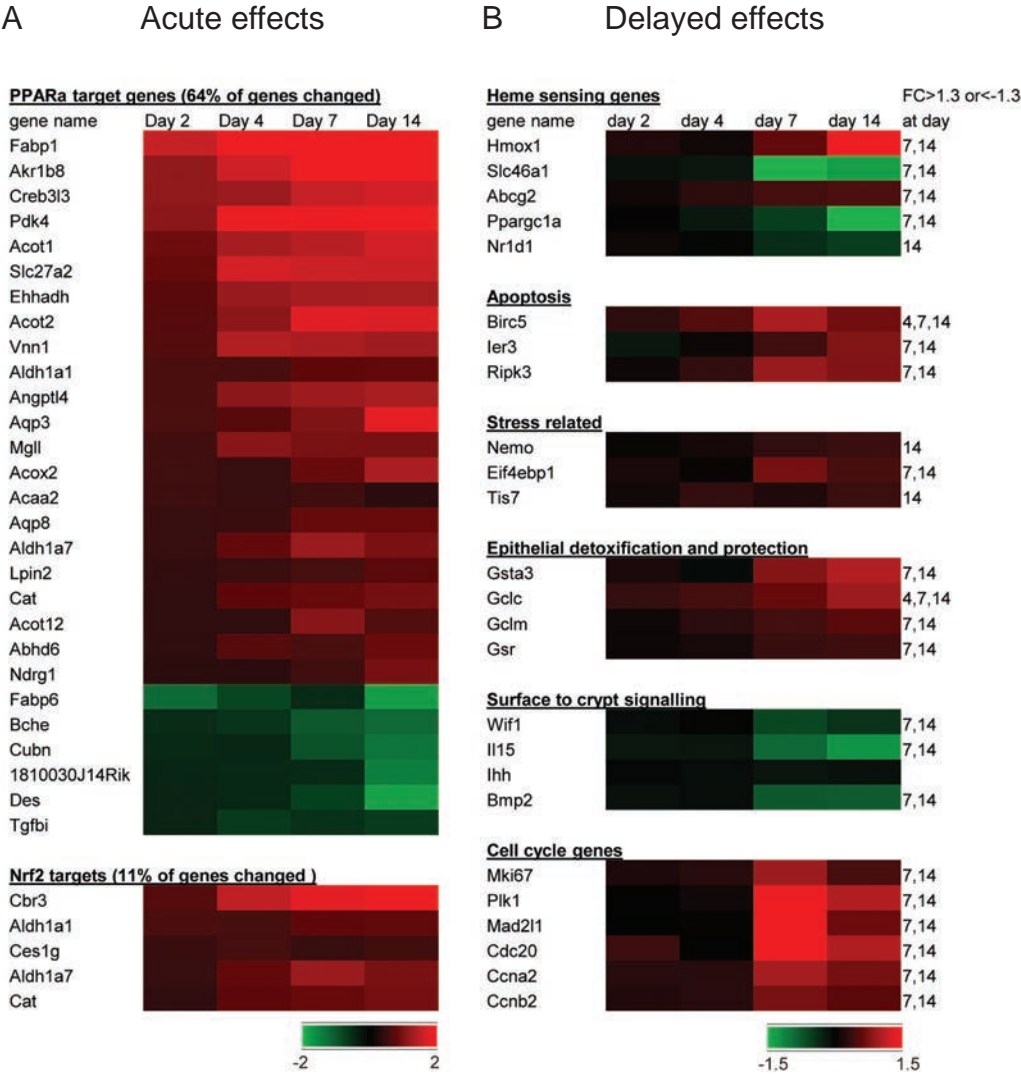 A Acute effects
PPARa target genes (64% of genes changed)
gene name Day 2 Day 4 Day 7 Day 14
Fabp1
Akr1b8
Creb3l3
Pdk4
Acot1
Slc27a2
Ehhadh
Acot2
Vnn1
Aldh1a1
Angptl4
Aqp3
Mgll
Acox2
Acaa2
Aqp8
Aldh1a7
Lpin2
Cat
Acot12
Abhd6
Ndrg1
Fabp6
Bche
Cubn
1810030J14Rik
Des
Tgfbi
Nrf2 targets (11% of genes changed )
Cbr3
Aldh1a1
Ces1g
Aldh1a7
Cat
-2 2
B Delayed effects
Heme sensing genes FC>1.3 or<-1.3
gene name day 2 day 4 day 7 day 14 at day
Hmox1 7,14
Slc46a1 7,14
Abcg2 7,14
Ppargc1a 7,14
Nr1d1 14
Apoptosis
Birc5 4,7,14
Ier3 7,14
Ripk3 7,14
Stress related
Nemo 14
Eif4ebp1 7,14
Tis7 14
Epithelial detoxification and protection
Gsta3 7,14
Gclc 4,7,14
Gclm 7,14
Gsr 7,14
Surface to crypt signalling
Wif1 7,14
Il15 7,14
Ihh
Bmp2 7,14
Cell cycle genes
Mki67 7,14
Plk1 7,14
Mad2l1 7,14
Cdc20 7,14
Ccna2 7,14
Ccnb2 7,14
-1.5 1.5